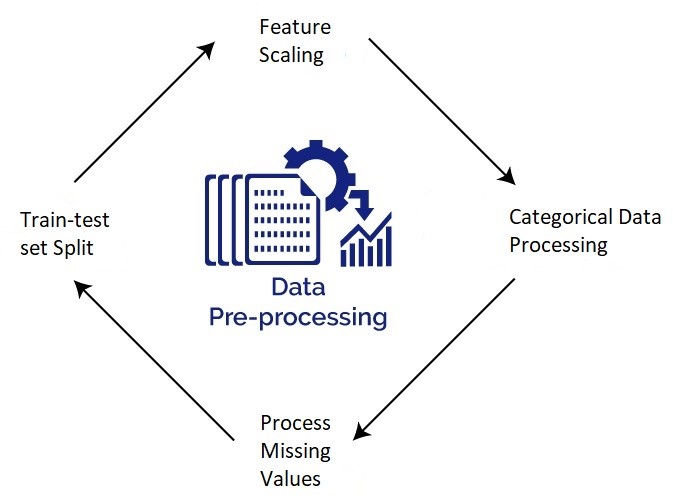 Feature
Scaling
Train-test
set Split
Categorical Data
Processing
Data
Pre-processing
Process
Missing
Values